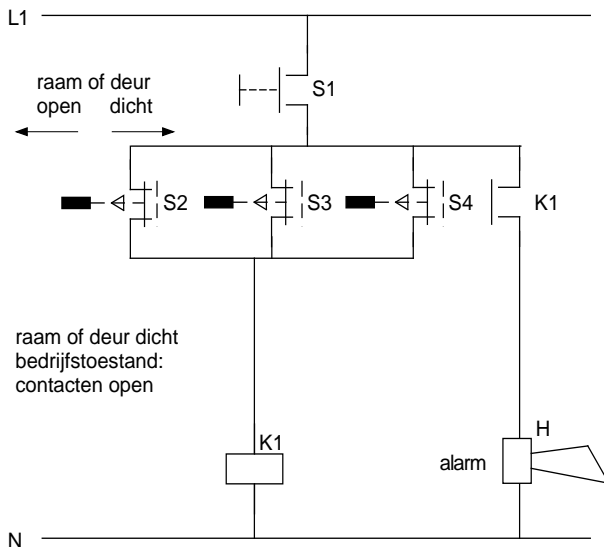 L1
raam of deur
open dicht
S1
S2
S3
S4
K1
raam of deur dicht
bedrijfstoestand:
contacten open
K1
H
alarm
N